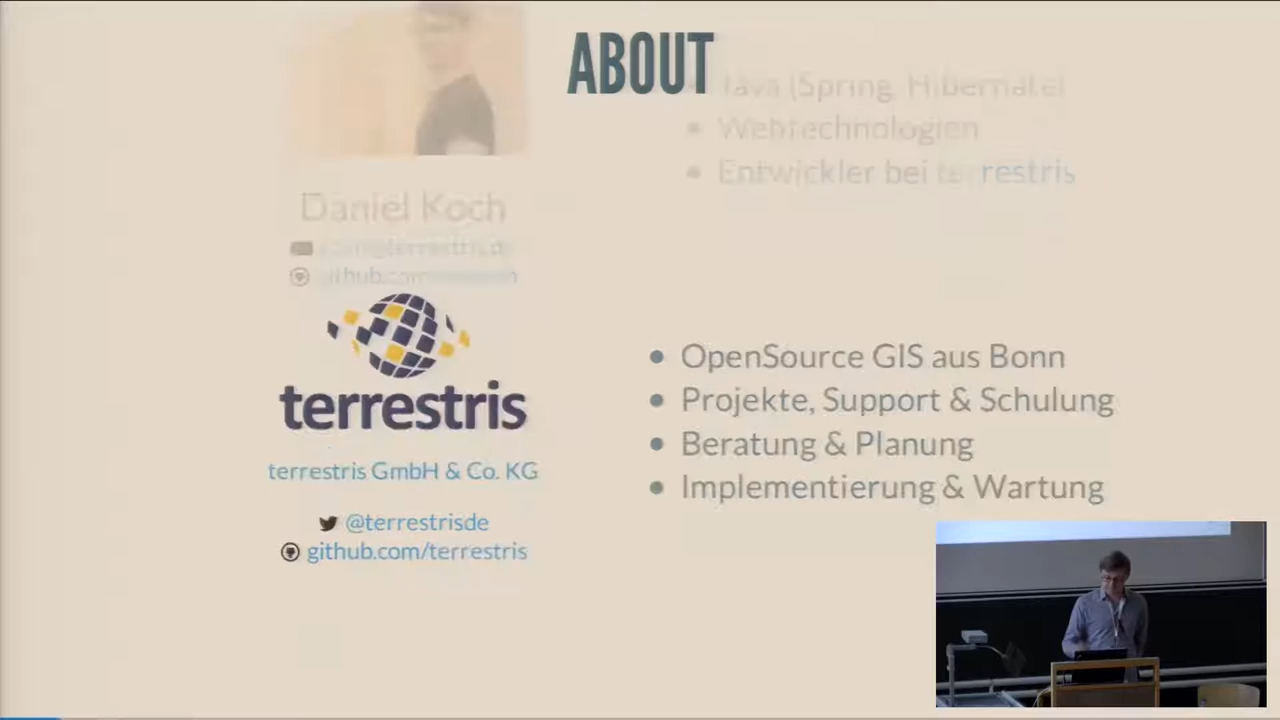 ABOUT
Java (Spring, Hibernate)
Webtechnologien
Entwickler bei terrestris
Daniel Koch
terrestris
terrestris GmbH & Co. KG
@terrestrisde
github.com/terrestris
OpenSource GIS aus Bonn
Projekte, Support & Schulung
Beratung & Planung
Implementierung & Wartung